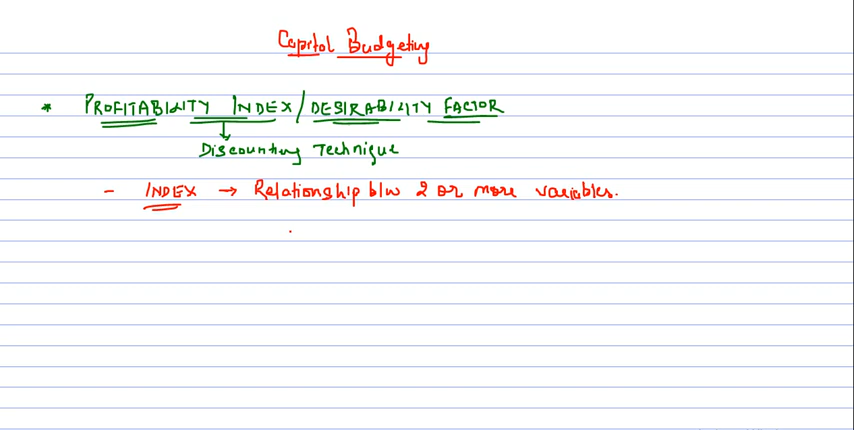 Capital Budgeting
* PROFITABILITY INDEX / DESIRABILITY FACTOR
Discounting Technique
- INDEX → Relationship b/w 2 or more variables.